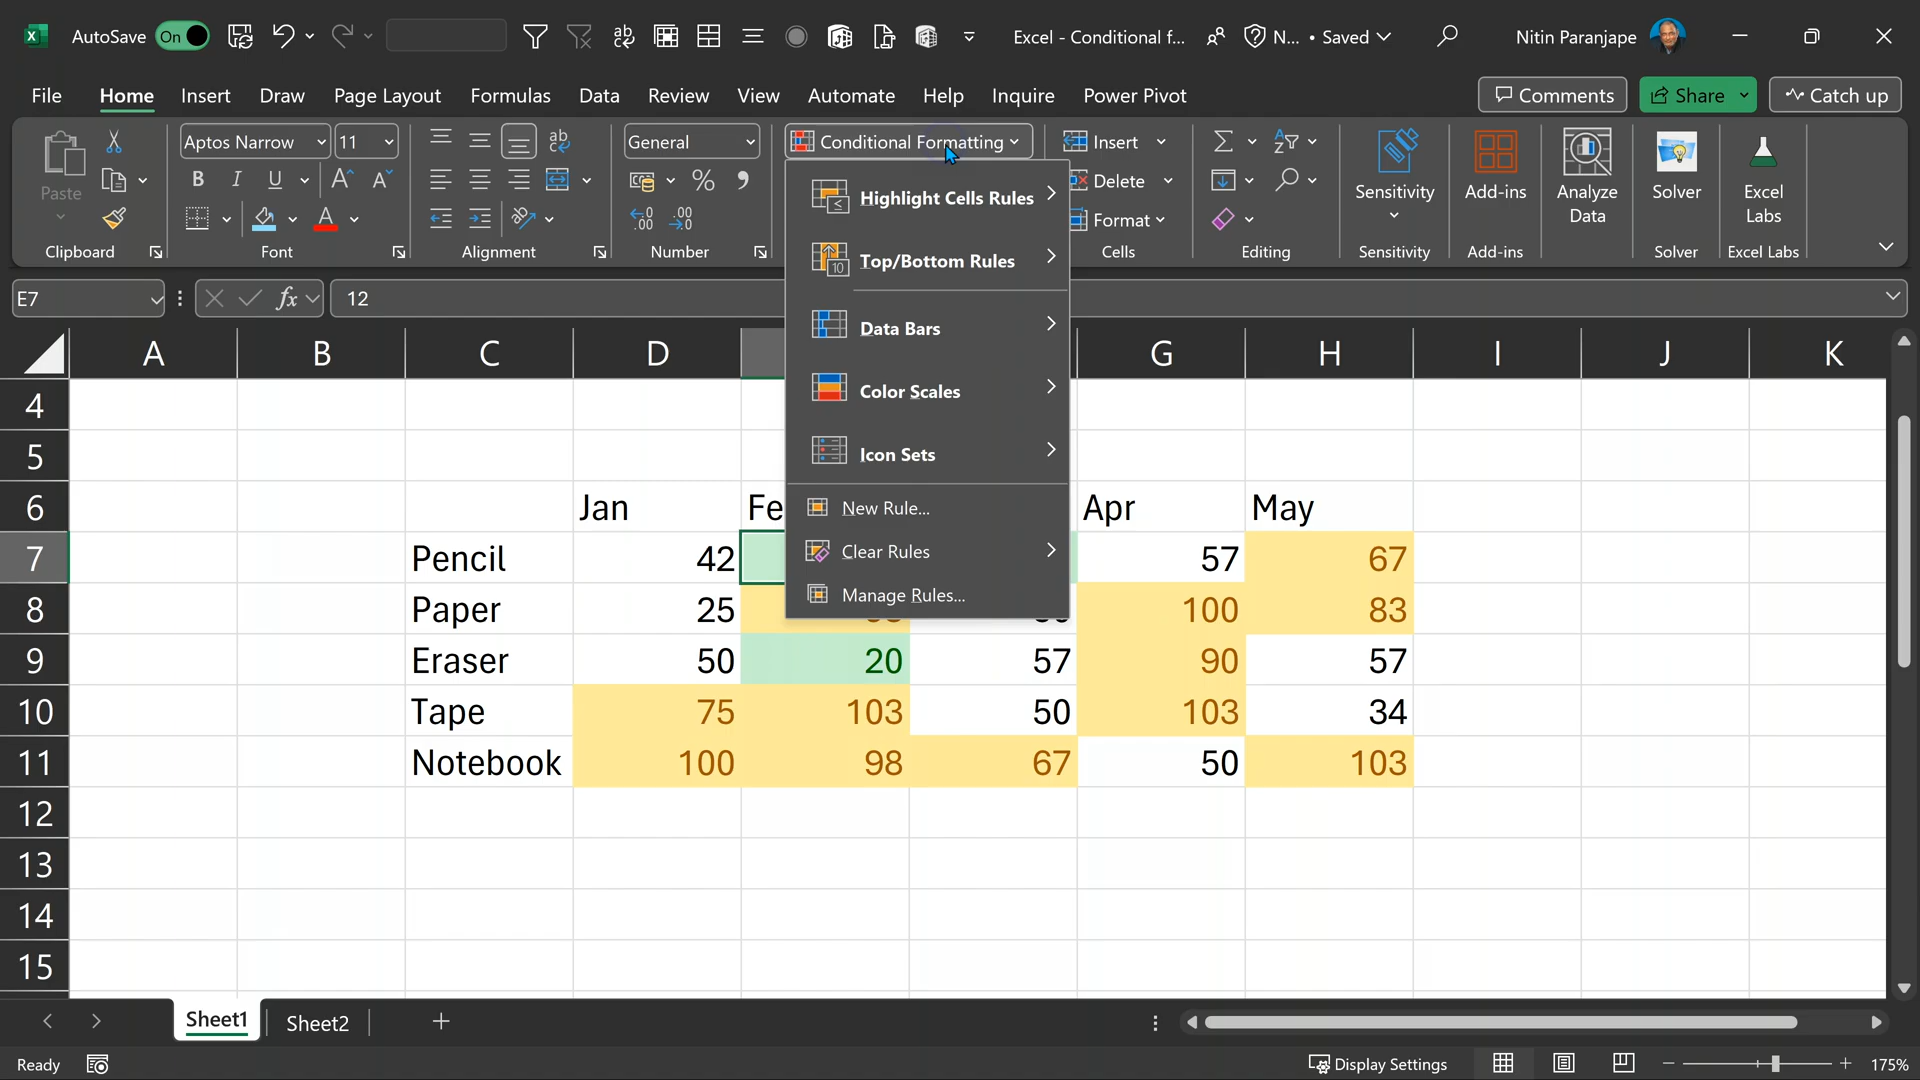 AutoSave On Excel - Conditional f... N... • Saved Nitin Paranjape
File Home Insert Draw Page Layout Formulas Data Review View Automate Help Inquire Power Pivot Comments Share Catch up
Paste
Clipboard
Aptos Narrow 11
B I U A A
A
Font
ab
Alignment
General
% 9
Number
Conditional Formatting
Insert
Delete
Format
Cells
Editing
Sensitivity
Sensitivity
Add-ins
Add-ins
Analyze
Data
Solver
Solver
Excel
Labs
Excel Labs
Highlight Cells Rules
Top/Bottom Rules
Data Bars
Color Scales
Icon Sets
New Rule...
Clear Rules
Manage Rules...
E7 fx 12
A B C D G H I J K
4
5
6 Jan Fe Apr May
7 Pencil 42 57 67
8 Paper 25 100 83
9 Eraser 50 20 57 90 57
10 Tape 75 103 50 103 34
11 Notebook 100 98 67 50 103
12
13
14
15
Sheet1 Sheet2
Ready Display Settings 175%